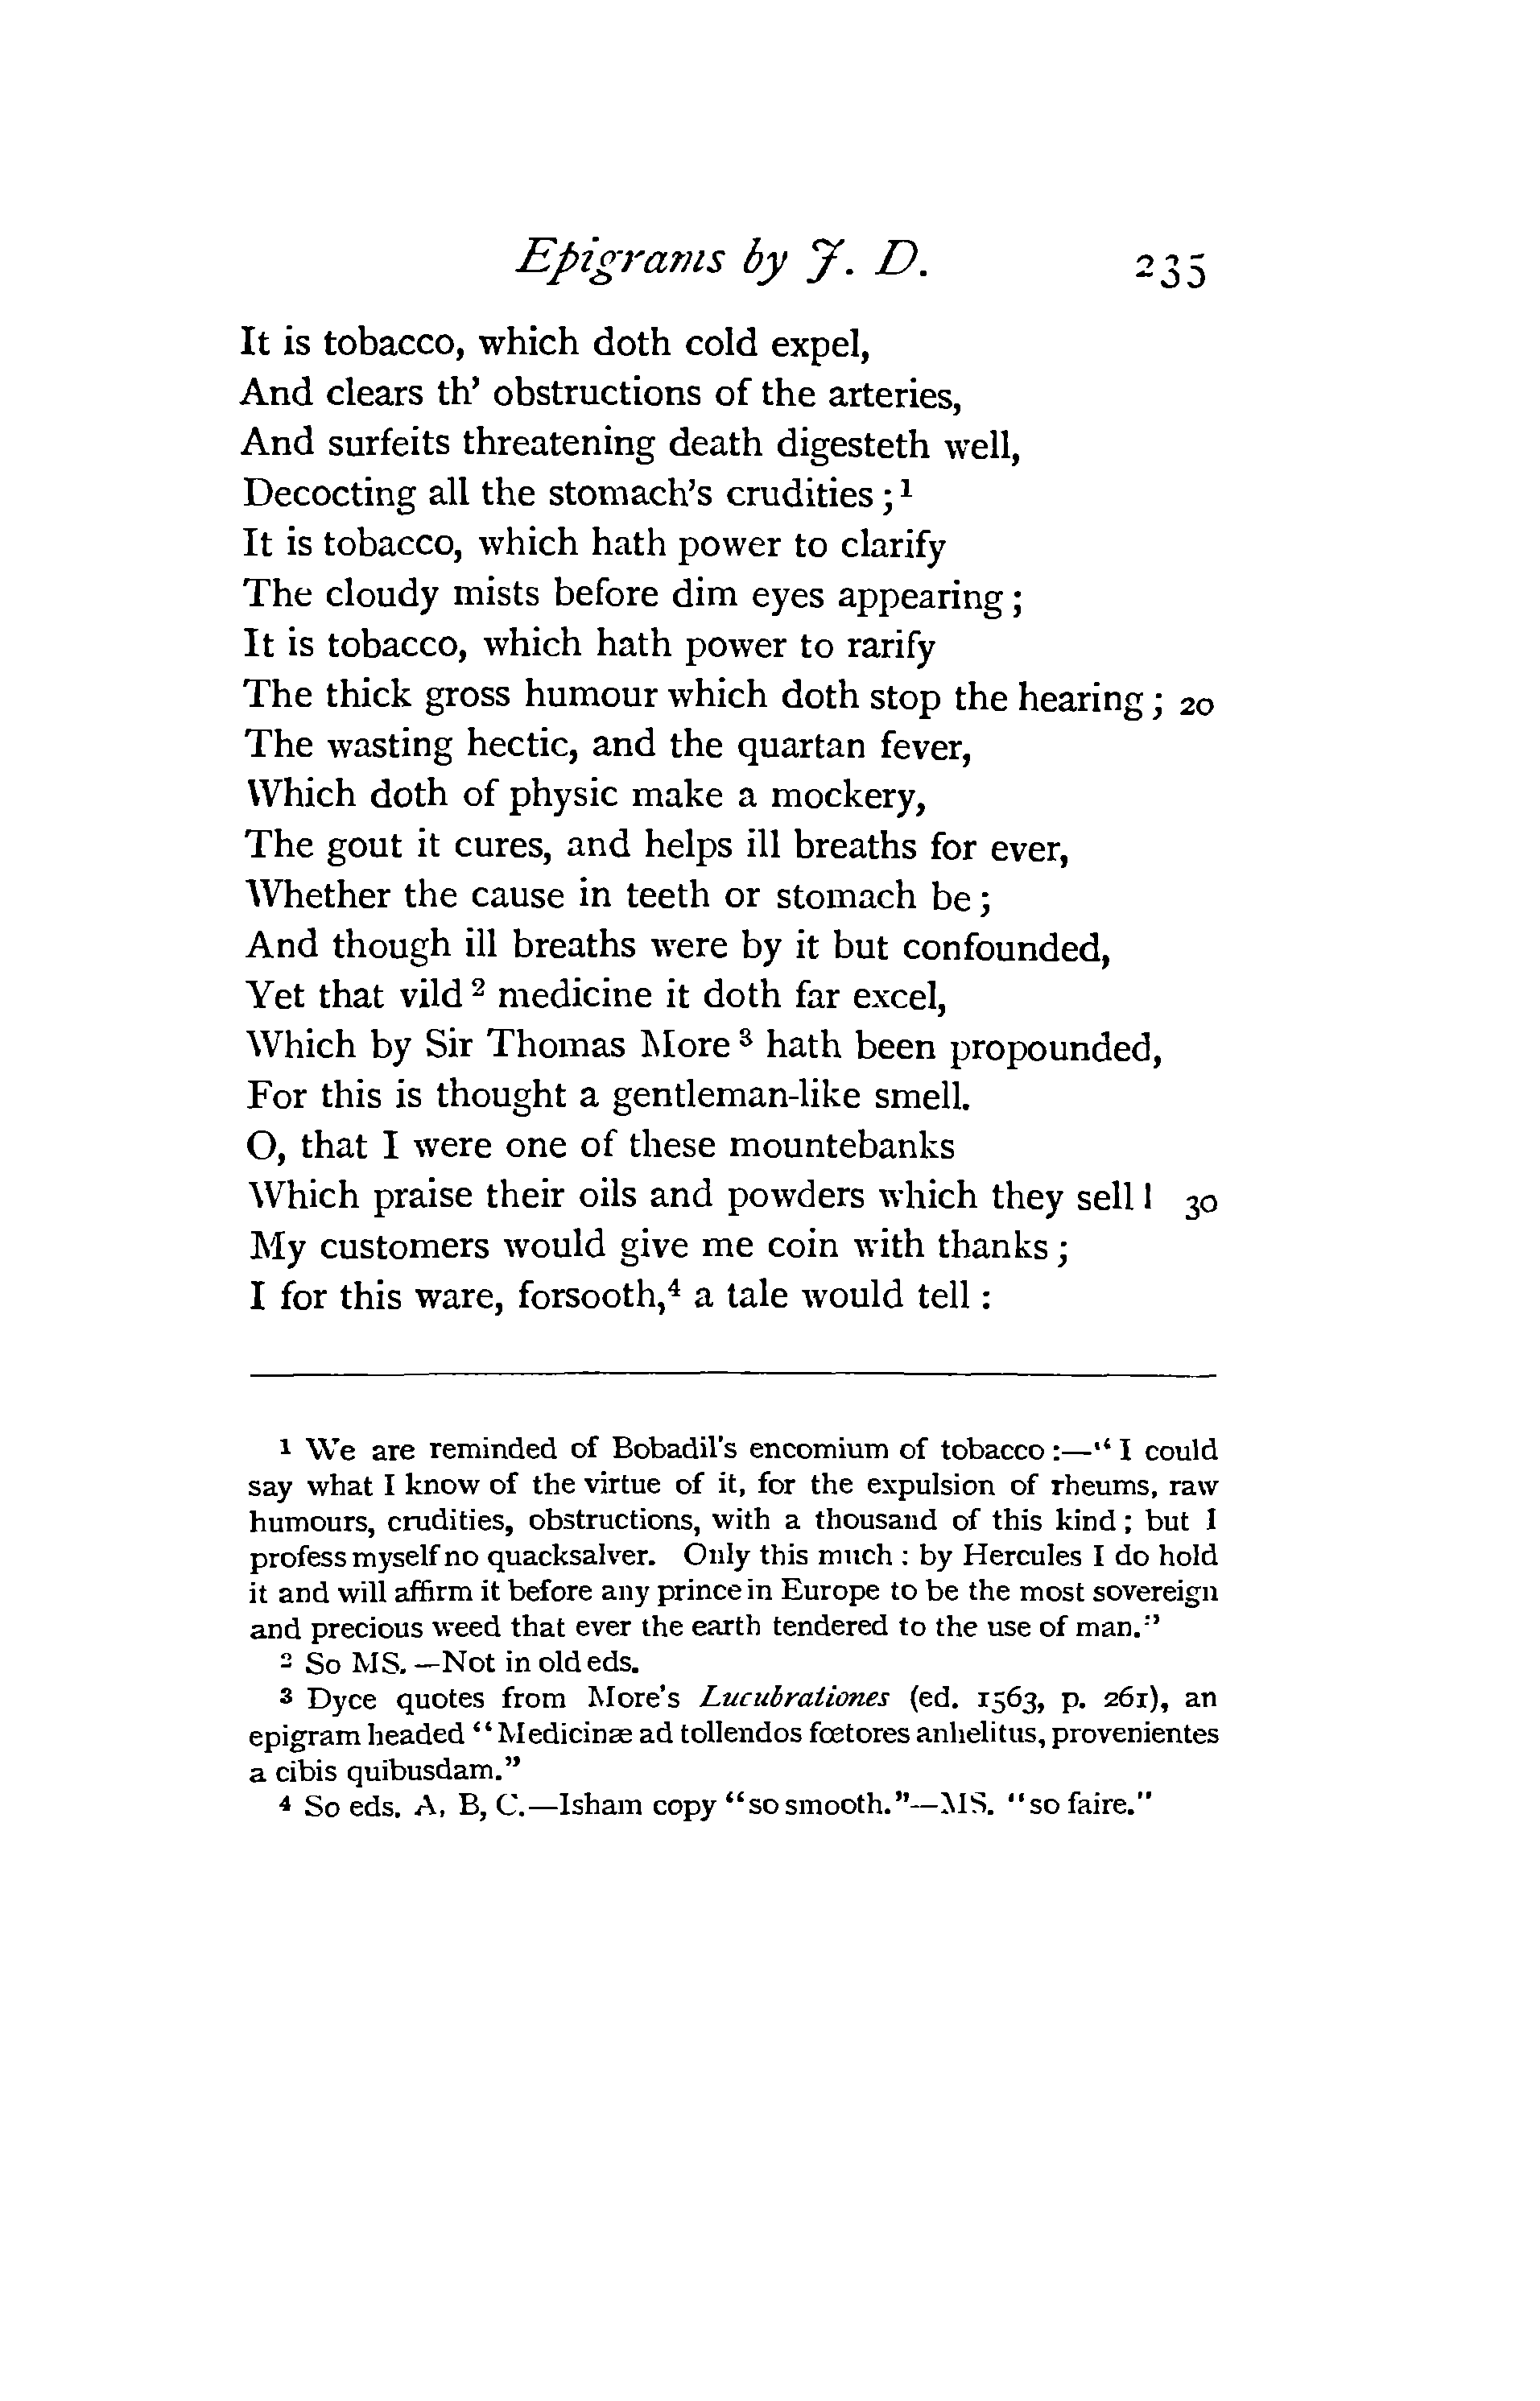 Epigrams by J. D. 235
It is tobacco, which doth cold expel,
And clears th’ obstructions of the arteries,
And surfeits threatening death digesteth well,
Decocting all the stomach’s crudities ; 1
It is tobacco, which hath power to clarify
The cloudy mists before dim eyes appearing ;
It is tobacco, which hath power to rarify
The thick gross humour which doth stop the hearing ; 20
The wasting hectic, and the quartan fever,
Which doth of physic make a mockery,
The gout it cures, and helps ill breaths for ever,
Whether the cause in teeth or stomach be ;
And though ill breaths were by it but confounded,
Yet that vild 2 medicine it doth far excel,
Which by Sir Thomas More 3 hath been propounded,
For this is thought a gentleman-like smell.
O, that I were one of these mountebanks
Which praise their oils and powders which they sell ! 30
My customers would give me coin with thanks ;
I for this ware, forsooth,4 a tale would tell :
1 We are reminded of Bobadil’s encomium of tobacco :—“ I could
say what I know of the virtue of it, for the expulsion of rheums, raw
humours, crudities, obstructions, with a thousand of this kind ; but I
profess myself no quacksalver. Only this much : by Hercules I do hold
it and will affirm it before any prince in Europe to be the most sovereign
and precious weed that ever the earth tendered to the use of man.”
2 So MS.—Not in old eds.
3 Dyce quotes from More’s Lucubrationes (ed. 1563, p. 261), an
epigram headed “ Medicinæ ad tollendos fœtores anhelitus, provenientes
a cibis quibusdam.”
4 So eds. A, B, C.—Isham copy “so smooth.”—MS. “so faire.”